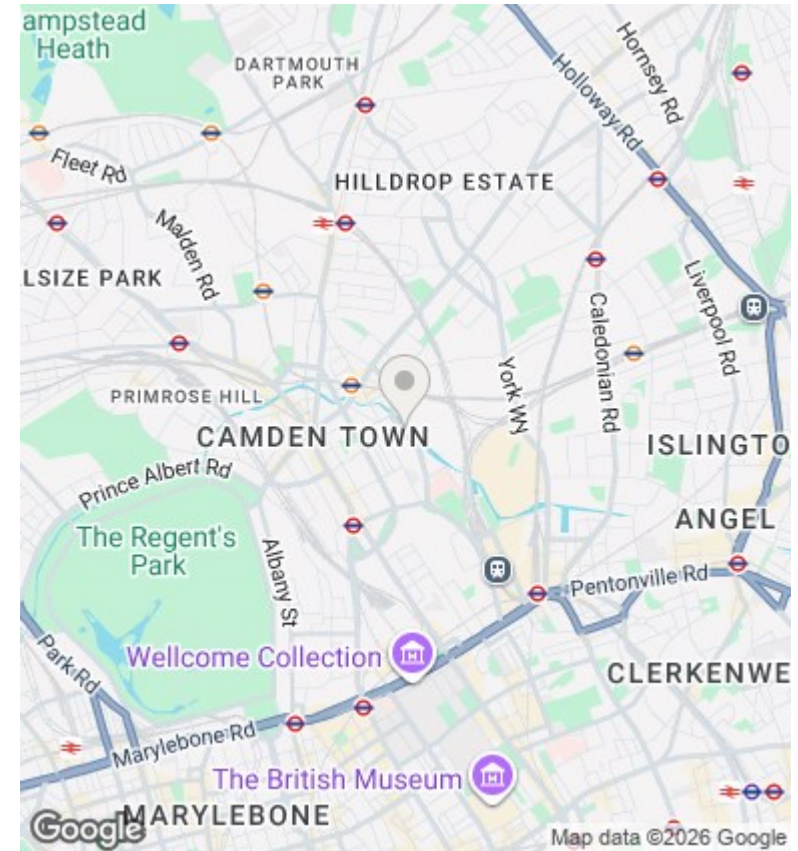 ampstead
Heath
DARTMOUTH
PARK
Hornsey Rd
Holloway Rd
Fleet Rd
HILLDROP ESTATE
Malden Rd
LSIZE PARK
Liverpool Rd
Caledonian Rd
York Wy
PRIMROSE HILL
CAMDEN TOWN
ISLINGTO
Prince Albert Rd
ANGEL
The Regent's
Park
Albany St
Pentonville Rd
Park Rd
Wellcome Collection
CLERKENWE
Marylebone Rd
The British Museum
MARYLEBONE
Google
Map data ©2026 Google